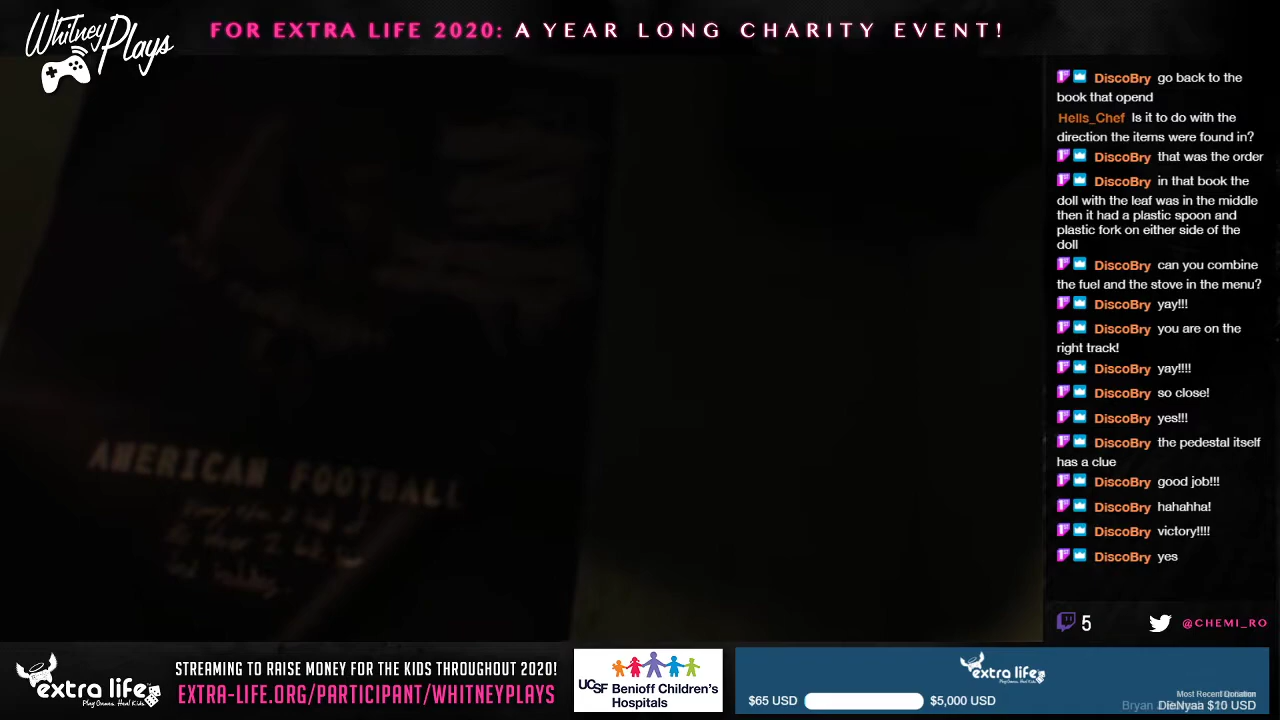 Whitney
Plays
FOR EXTRA LIFE 2020: A YEAR LONG CHARITY EVENT!
AMERICAN FOOTBALL
DiscoBry go back to the
book that opend
Hells_Chef Is it to do with the
direction the items were found in?
DiscoBry that was the order
DiscoBry in that book the
doll with the leaf was in the middle
then it had a plastic spoon and
plastic fork on either side of the
doll
DiscoBry can you combine
the fuel and the stove in the menu?
DiscoBry yay!!!
DiscoBry you are on the
right track!
DiscoBry yay!!!!
DiscoBry so close!
DiscoBry yes!!!
DiscoBry the pedestal itself
has a clue
DiscoBry good job!!!
DiscoBry hahahha!
DiscoBry victory!!!!
DiscoBry yes
5 @CHEMI_RO
extra life
Play Games. Heal Kids.
STREAMING TO RAISE MONEY FOR THE KIDS THROUGHOUT 2020!
EXTRA-LIFE.ORG/PARTICIPANT/WHITNEYPLAYS
UCSF Benioff Children's
Hospitals
extra life
Play Games. Heal Kids.
$65 USD $5,000 USD
Most Recent Donation
DieNyah $10 USD